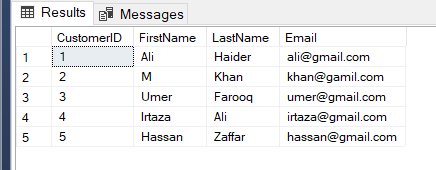 Results Messages
CustomerID FirstName LastName Email
1 1 Ali Haider ali@gmail.com
2 2 M Khan khan@gamil.com
3 3 Umer Farooq umer@gmail.com
4 4 Irtaza Ali irtaza@gmail.com
5 5 Hassan Zaffar hassan@gmail.com